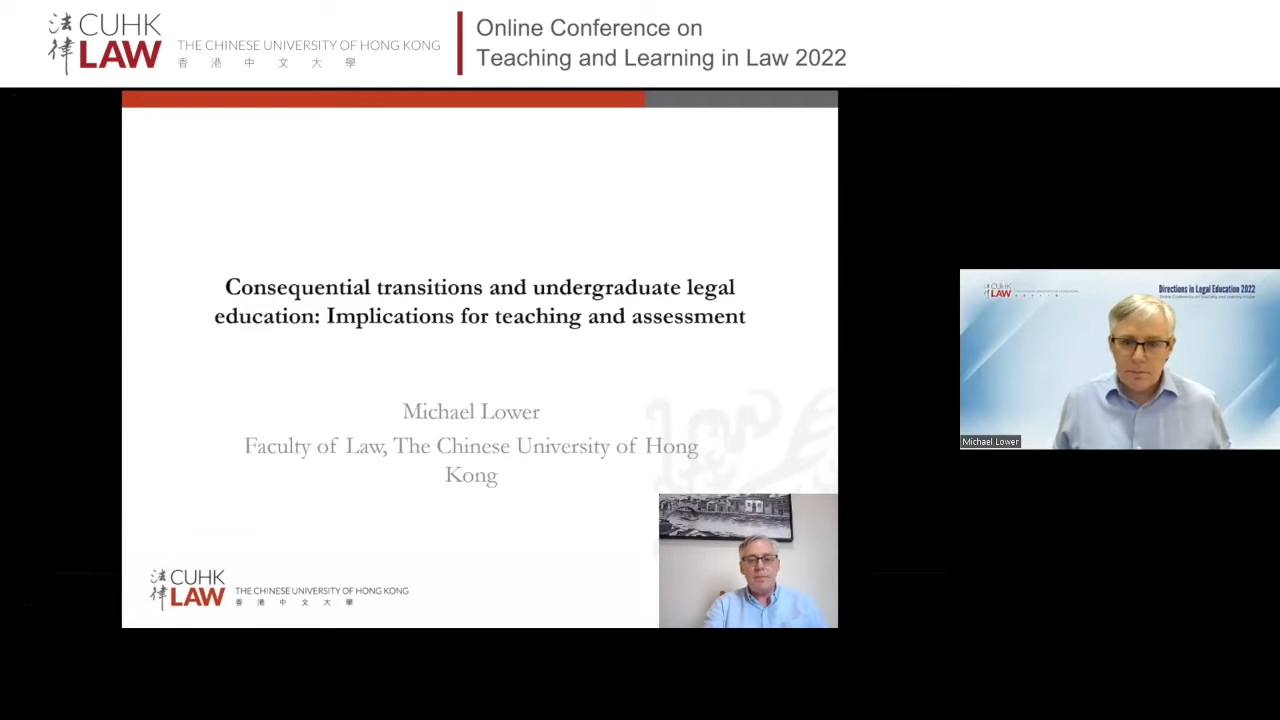 法律
CUHK
LAW
THE CHINESE UNIVERSITY OF HONG KONG
香港中文大學
Online Conference on
Teaching and Learning in Law 2022
Consequential transitions and undergraduate legal
education: Implications for teaching and assessment
Michael Lower
Faculty of Law, The Chinese University of Hong
Kong
法律
CUHK
LAW
THE CHINESE UNIVERSITY OF HONG KONG
香港中文大學
CUHK
LAW
Directions in Legal Education 2022
Michael Lower